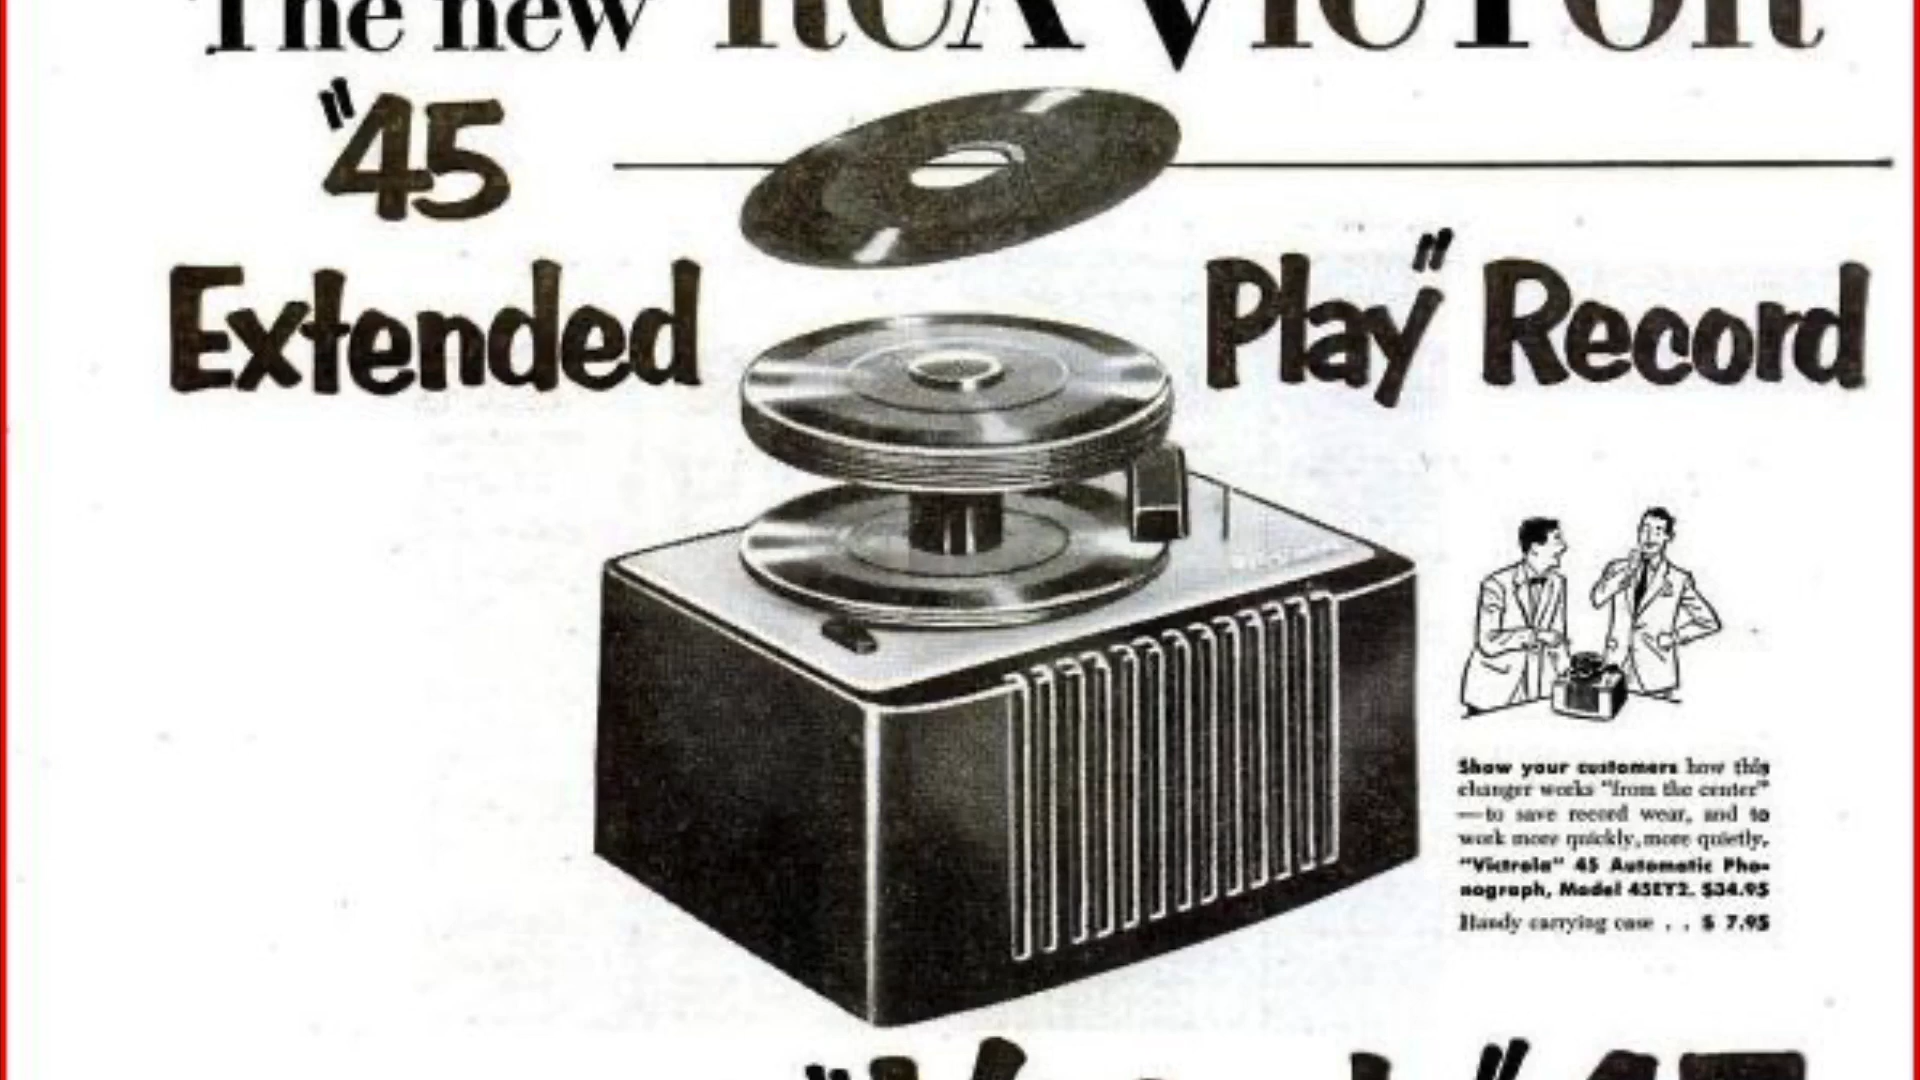 The new RCA VICTOR
"45
Extended Play" Record
Show your customers how this
changer works "from the center"
—to save record wear, and to
work more quickly, more quietly.
"Victrola" 45 Automatic Pho-
nograph, Model 45EY2. $34.95
Handy carrying case . . $ 7.95